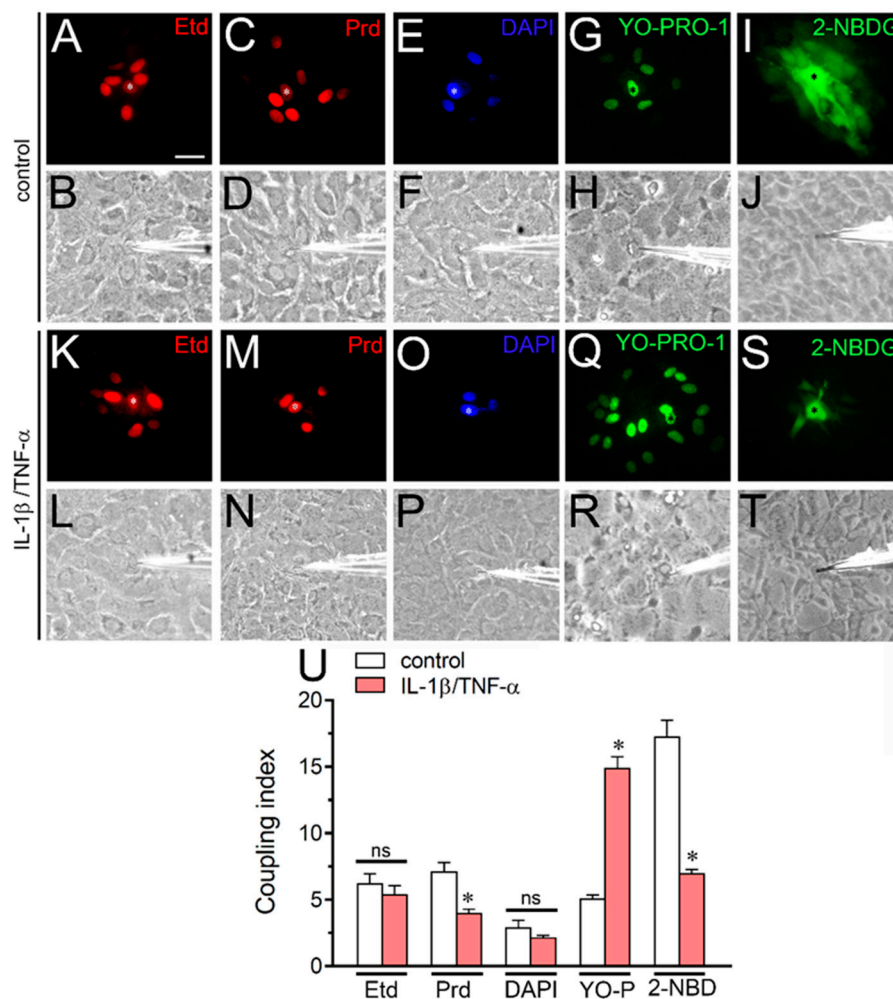 A Etd
C Prd
E DAPI
G YO-PRO-1
I 2-NBDG
control
B
D
F
H
J
K Etd
M Prd
O DAPI
Q YO-PRO-1
S 2-NBDG
IL-1β/TNF-α
L
N
P
R
T
U
control
IL-1β/TNF-α
Coupling index
20
15
10
5
0
ns
*
ns
*
*
Etd Prd DAPI YO-P 2-NBD